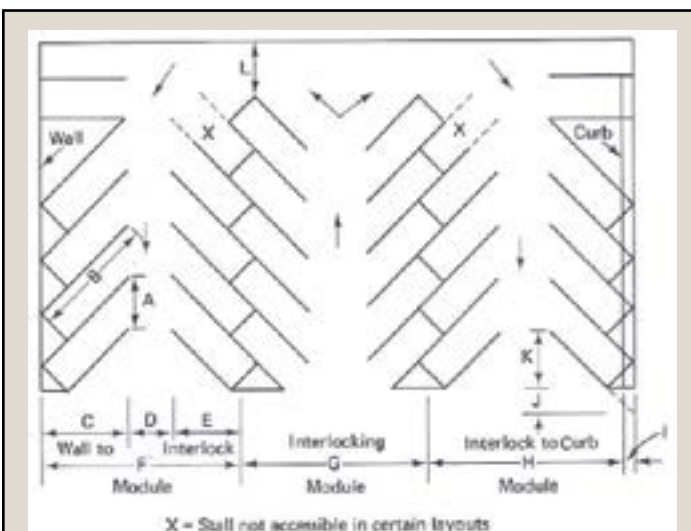 L
X
X
Wall
Curb
B
A
K
J
C
D
E
I
Wall to
Interlock
Interlocking
Interlock to Curb
F
G
H
Module
Module
Module
X - Stall not accessible in certain layouts